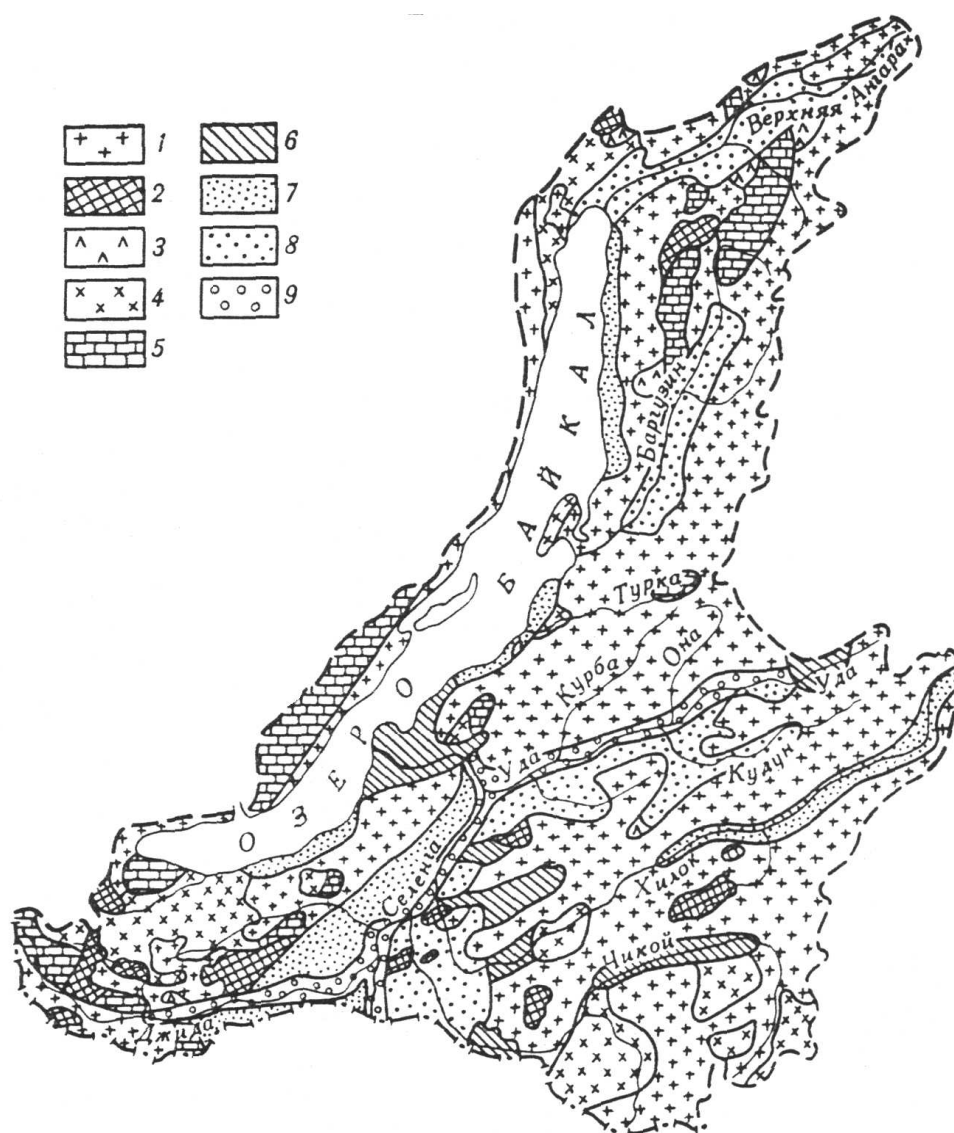 1
2
3
4
5
6
7
8
9
Верхняя Ангара
ОЗЕРО БАЙКАЛ
Баргузин
Турка
Курба
Она
Уда
Уда
Кудун
Селенга
Хилок
Чикой
Джида